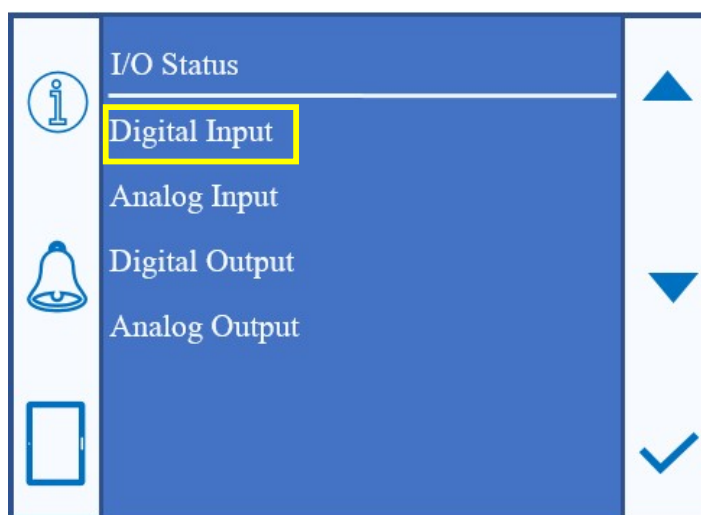 I/O Status
Digital Input
Analog Input
Digital Output
Analog Output